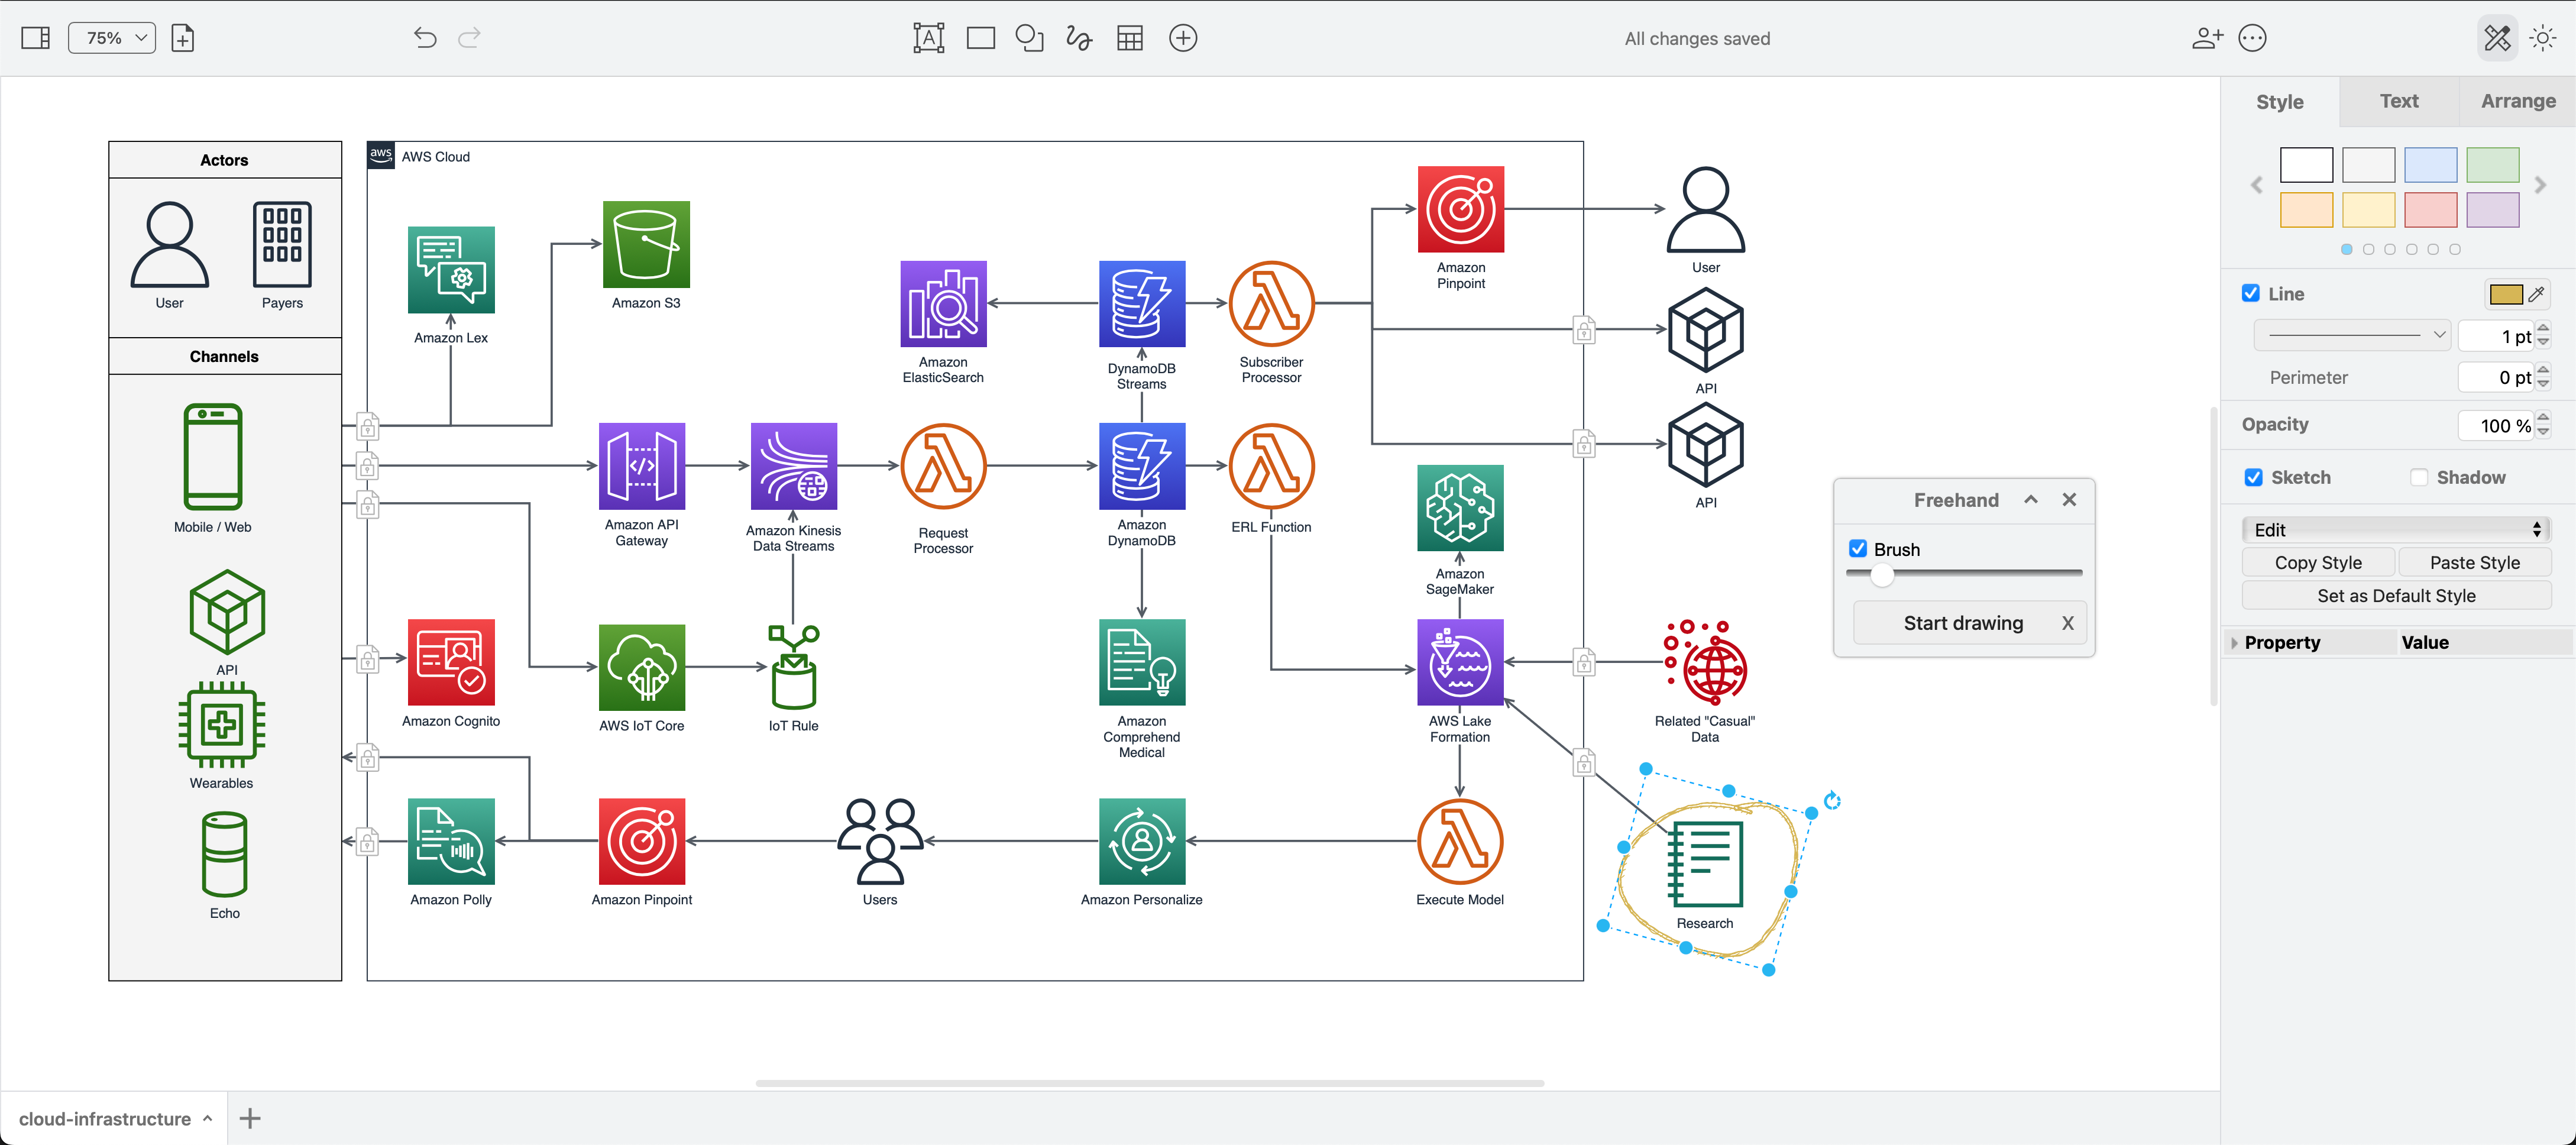 75%
All changes saved
Style
Text
Arrange
Actors
User
Payers
Channels
Mobile / Web
API
Wearables
Echo
aws
AWS Cloud
Amazon Lex
Amazon S3
Amazon
ElasticSearch
DynamoDB
Streams
Subscriber
Processor
Amazon
Pinpoint
User
API
API
Amazon API
Gateway
Amazon Kinesis
Data Streams
Request
Processor
Amazon
DynamoDB
ERL Function
Amazon
SageMaker
Amazon Cognito
AWS IoT Core
IoT Rule
Amazon
Comprehend
Medical
AWS Lake
Formation
Related "Casual"
Data
Amazon Polly
Amazon Pinpoint
Users
Amazon Personalize
Execute Model
Research
Freehand
Brush
Start drawing X
Line
1 pt
Perimeter
0 pt
Opacity
100 %
Sketch
Shadow
Edit
Copy Style
Paste Style
Set as Default Style
Property
Value
cloud-infrastructure